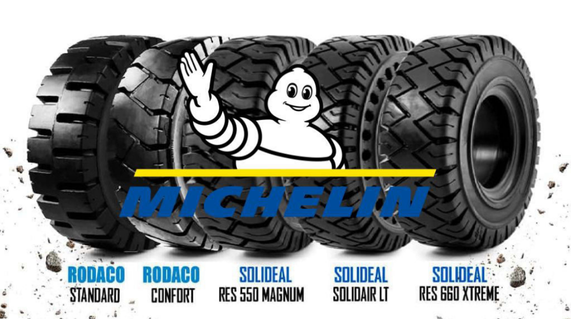 MICHELIN
RODACO
STANDARD
RODACO
CONFORT
SOLIDEAL
RES 550 MAGNUM
SOLIDEAL
SOLIDAIR LT
SOLIDEAL
RES 660 XTREME